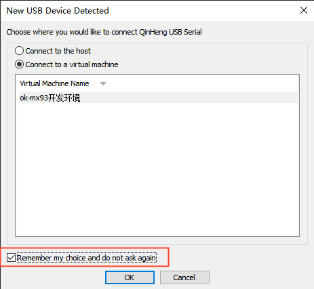 New USB Device Detected
Choose where you would like to connect QinHeng USB Serial
Connect to the host
Connect to a virtual machine
Virtual Machine Name
ok-mx93开发环境
Remember my choice and do not ask again
OK Cancel